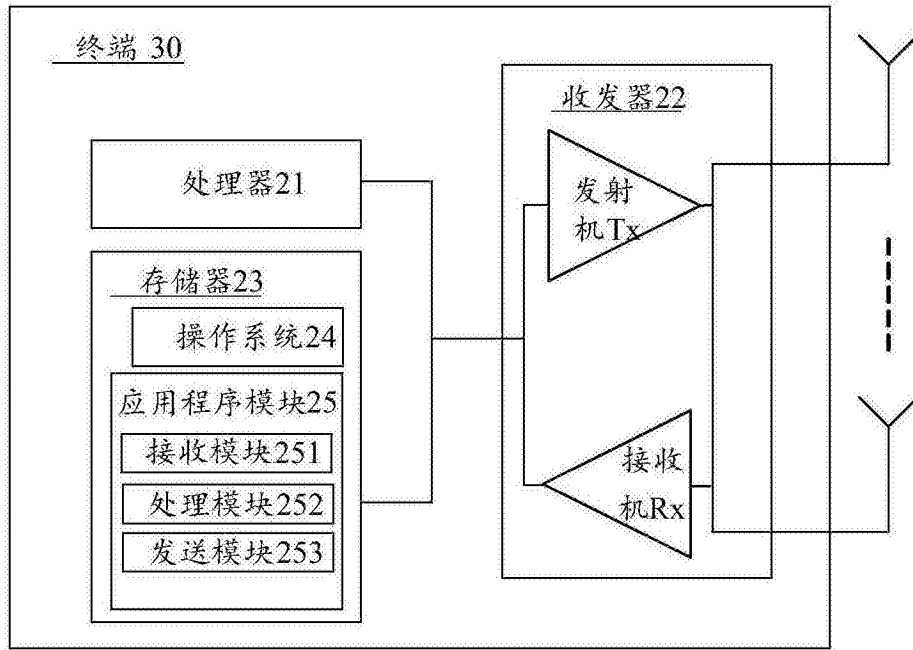 终端 30
收发器22
处理器21
发射
机Tx
存储器23
操作系统24
应用程序模块25
接收模块251
处理模块252
发送模块253
接收
机Rx